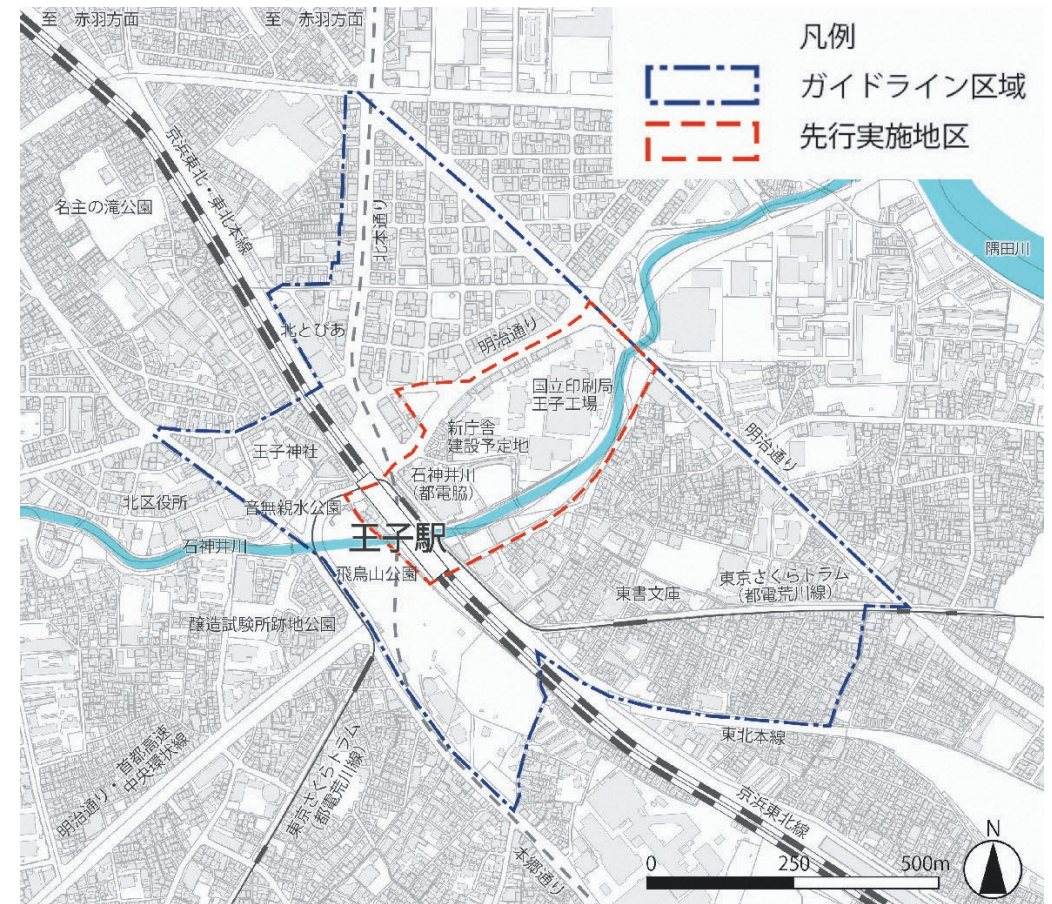 至 赤羽方面
至 赤羽方面
凡例
ガイドライン区域
先行実施地区
京浜東北・東北本線
名主の滝公園
北本通り
隅田川
北とぴあ
明治通り
国立印刷局
王子工場
新庁舎
建設予定地
明治通り
王子神社
石神井川
(都電脇)
北区役所
音無親水公園
王子駅
石神井川
飛鳥山公園
東京さくらトラム
(都電荒川線)
東書文庫
醸造試験所跡地公園
東北本線
明治通り・首都高速
中央環状線
東京さくらトラム
(都電荒川線)
京浜東北線
本郷通り
0 250 500m
N